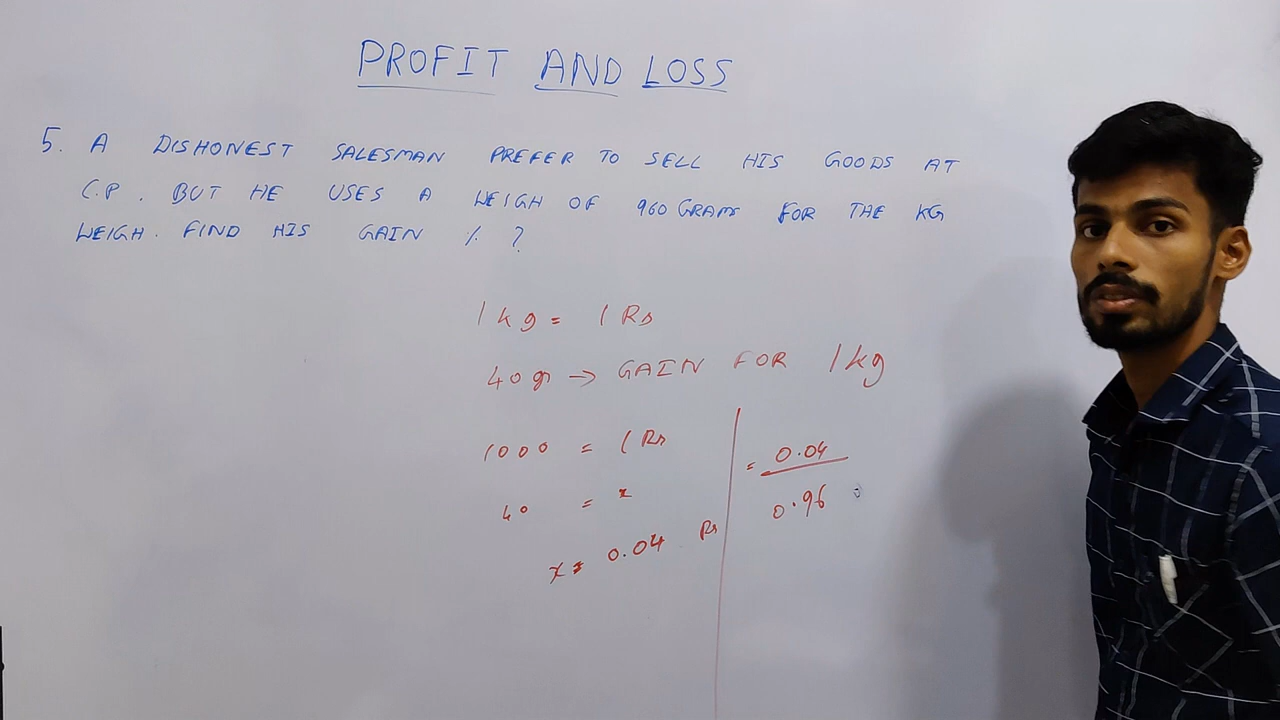 PROFIT AND LOSS
5. A DISHONEST SALESMAN PREFER TO SELL HIS GOODS AT
C.P. BUT HE USES A WEIGH OF 960 GRAMS FOR THE KG
WEIGH. FIND HIS GAIN % ?
1 kg = 1 Rs
40 gm → GAIN FOR 1 kg
1000 = 1 Rs
40 = x
x = 0.04 Rs
= 0.04
0.96